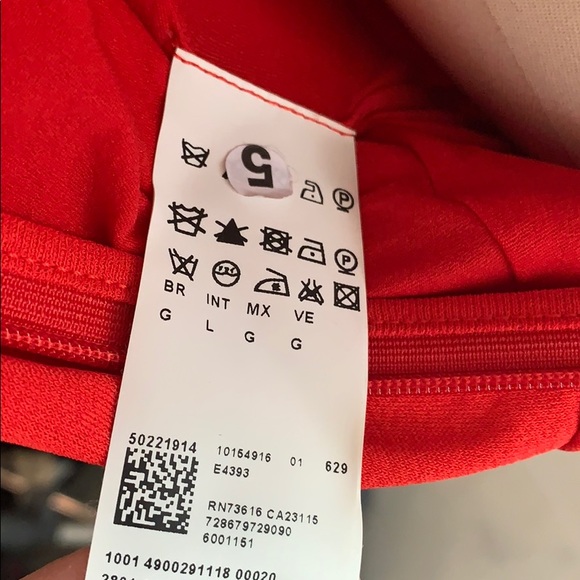 5
P
P
BR INT MX VE
G L G G
50221914 10154916 01 629
E4393
RN73616 CA23115
728679729090
6001151
1001 4900291118 00020